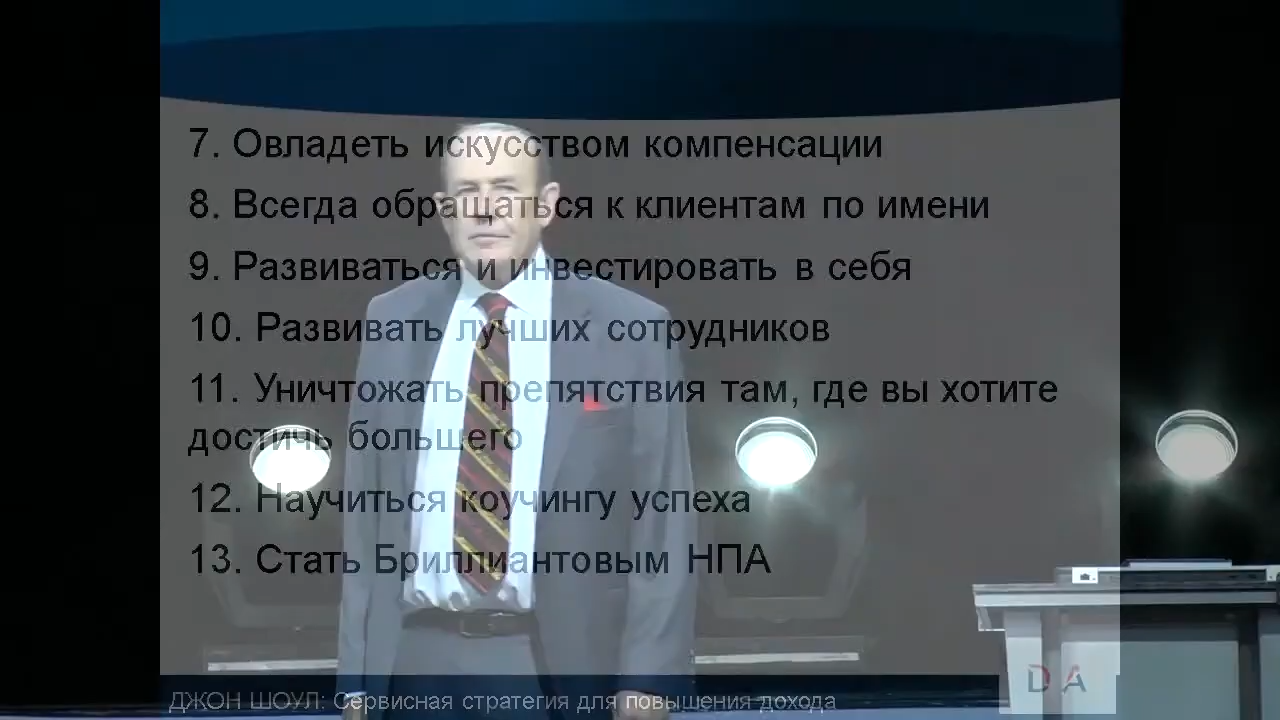 7. Овладеть искусством компенсации
8. Всегда обращаться к клиентам по имени
9. Развиваться и инвестировать в себя
10. Развивать лучших сотрудников
11. Уничтожать препятствия там, где вы хотите
достичь большего
12. Научиться коучингу успеха
13. Стать Бриллиантовым НПА
DA
ДЖОН ШОУЛ: Сервисная стратегия для повышения дохода